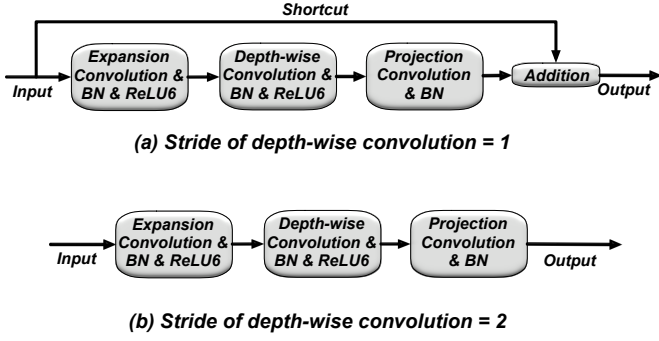 Shortcut
Input
Expansion
Convolution &
BN & ReLU6
Depth-wise
Convolution &
BN & ReLU6
Projection
Convolution
& BN
Addition
Output
(a) Stride of depth-wise convolution = 1
Input
Expansion
Convolution &
BN & ReLU6
Depth-wise
Convolution &
BN & ReLU6
Projection
Convolution
& BN
Output
(b) Stride of depth-wise convolution = 2